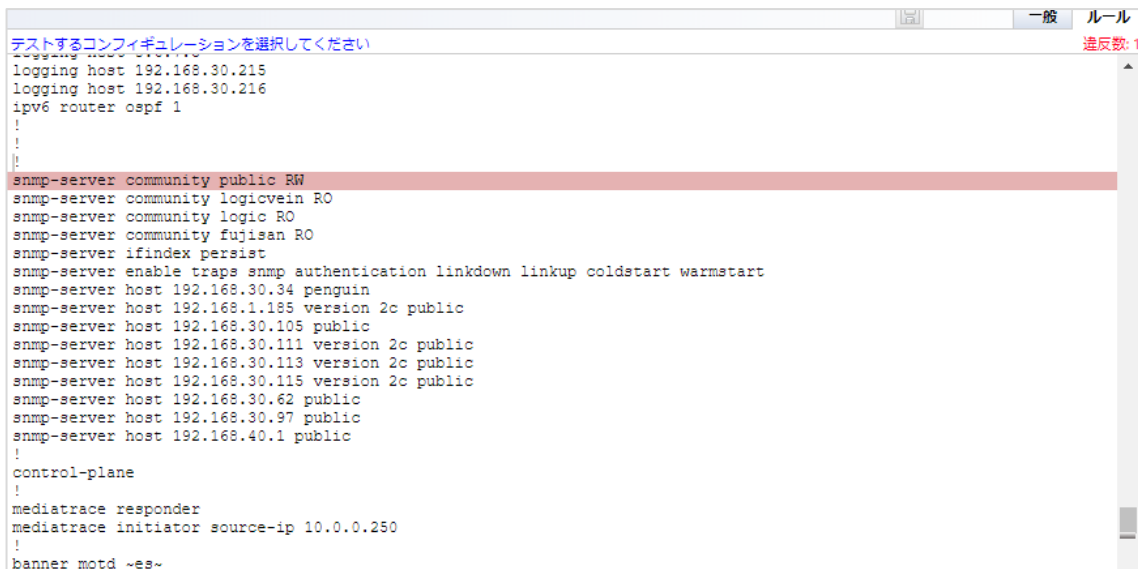 一般 ルール
テストするコンフィギュレーションを選択してください 違反数: 1
logging host
logging host 192.168.30.215
logging host 192.168.30.216
ipv6 router ospf 1
!
!
!
snmp-server community public RW
snmp-server community logicvein RO
snmp-server community logic RO
snmp-server community fujisan RO
snmp-server ifindex persist
snmp-server enable traps snmp authentication linkdown linkup coldstart warmstart
snmp-server host 192.168.30.34 penguin
snmp-server host 192.168.1.185 version 2c public
snmp-server host 192.168.30.105 public
snmp-server host 192.168.30.111 version 2c public
snmp-server host 192.168.30.113 version 2c public
snmp-server host 192.168.30.115 version 2c public
snmp-server host 192.168.30.62 public
snmp-server host 192.168.30.97 public
snmp-server host 192.168.40.1 public
!
control-plane
!
mediatrace responder
mediatrace initiator source-ip 10.0.0.250
!
banner motd ~es~